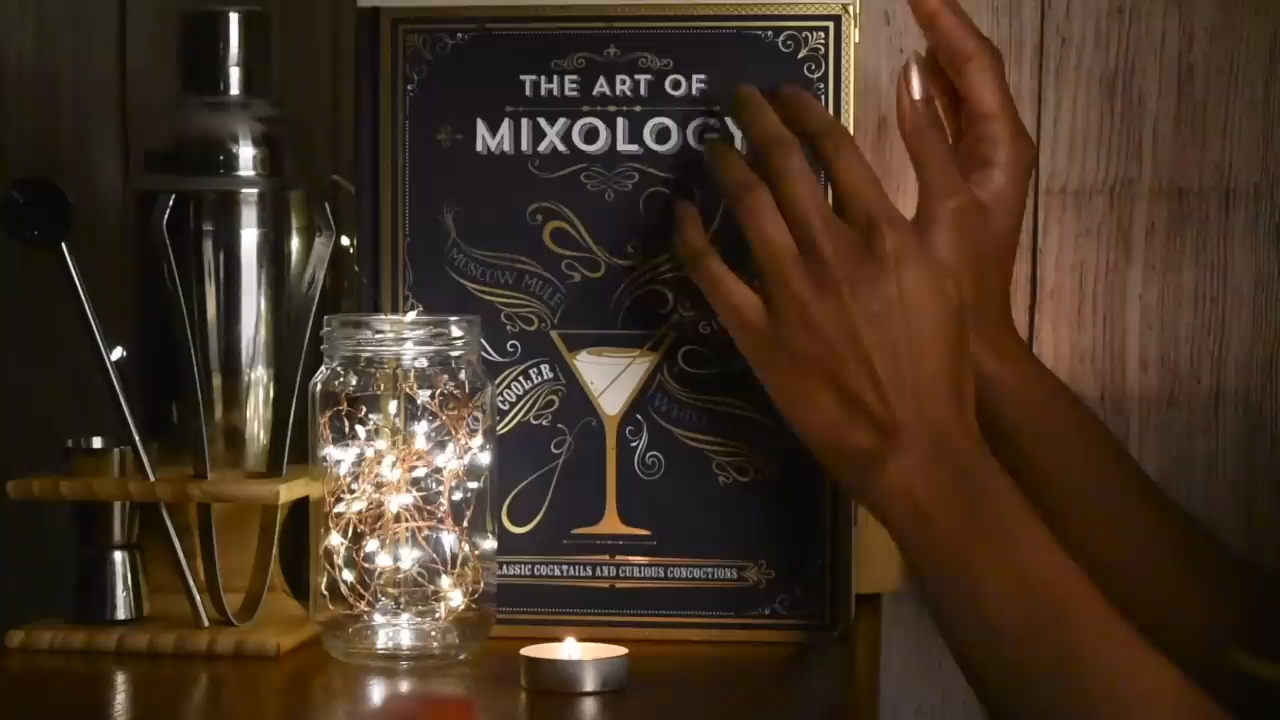 THE ART OF
MIXOLOGY
MOSCOW MULE
COOLER
LASSIC COCKTAILS AND CURIOUS CONCOCTIONS